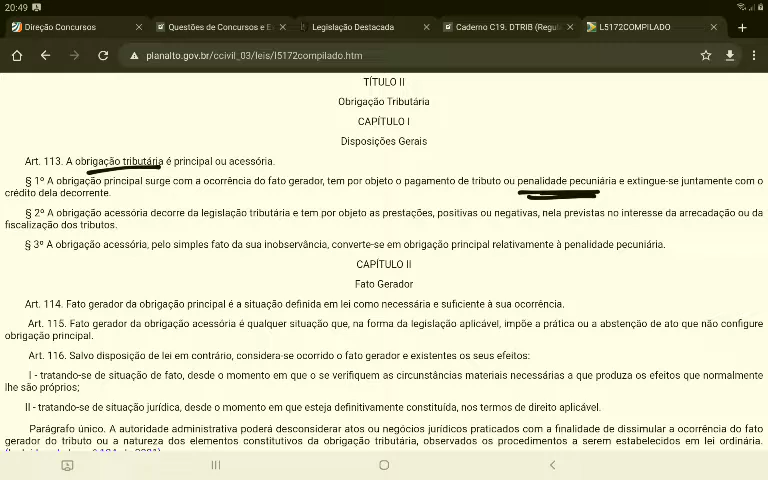 20:49
Direção Concursos
Questões de Concursos e E
Legislação Destacada
Caderno C19. DTRIB (Regul
L5172COMPILADO
planalto.gov.br/ccivil_03/leis/l5172compilado.htm
TÍTULO II
Obrigação Tributária
CAPÍTULO I
Disposições Gerais
Art. 113. A obrigação tributária é principal ou acessória.
§ 1º A obrigação principal surge com a ocorrência do fato gerador, tem por objeto o pagamento de tributo ou penalidade pecuniária e extingue-se juntamente com o
crédito dela decorrente.
§ 2º A obrigação acessória decorre da legislação tributária e tem por objeto as prestações, positivas ou negativas, nela previstas no interesse da arrecadação ou da
fiscalização dos tributos.
§ 3º A obrigação acessória, pelo simples fato da sua inobservância, converte-se em obrigação principal relativamente à penalidade pecuniária.
CAPÍTULO II
Fato Gerador
Art. 114. Fato gerador da obrigação principal é a situação definida em lei como necessária e suficiente à sua ocorrência.
Art. 115. Fato gerador da obrigação acessória é qualquer situação que, na forma da legislação aplicável, impõe a prática ou a abstenção de ato que não configure
obrigação principal.
Art. 116. Salvo disposição de lei em contrário, considera-se ocorrido o fato gerador e existentes os seus efeitos:
I - tratando-se de situação de fato, desde o momento em que o se verifiquem as circunstâncias materiais necessárias a que produza os efeitos que normalmente
lhe são próprios;
II - tratando-se de situação jurídica, desde o momento em que esteja definitivamente constituída, nos termos de direito aplicável.
Parágrafo único. A autoridade administrativa poderá desconsiderar atos ou negócios jurídicos praticados com a finalidade de dissimular a ocorrência do fato
gerador do tributo ou a natureza dos elementos constitutivos da obrigação tributária, observados os procedimentos a serem estabelecidos em lei ordinária.